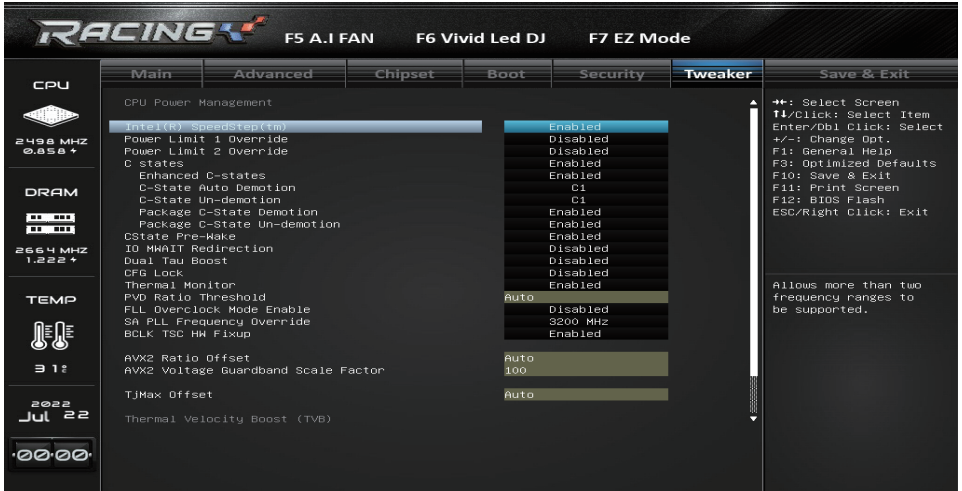 RACING F5 A.I FAN F6 Vivid Led DJ F7 EZ Mode
Main Advanced Chipset Boot Security Tweaker Save & Exit
CPU
2498 MHZ
0.858 V
DRAM
2664 MHZ
1.222 V
TEMP
31°C
2022
Jul 22
00:00
CPU Power Management
Intel(R) SpeedStep(tm) Enabled
Power Limit 1 Override Disabled
Power Limit 2 Override Disabled
C states Enabled
Enhanced C-states Enabled
C-State Auto Demotion C1
C-State Un-demotion C1
Package C-State Demotion Enabled
Package C-State Un-demotion Enabled
CState Pre-Wake Enabled
IO MWAIT Redirection Disabled
Dual Tau Boost Disabled
CFG Lock Disabled
Thermal Monitor Enabled
PVD Ratio Threshold Auto
FLL Overclock Mode Enable Disabled
SA PLL Frequency Override 3200 MHz
BCLK TSC HW Fixup Enabled
AVX2 Ratio Offset Auto
AVX2 Voltage Guardband Scale Factor 100
TjMax Offset Auto
Thermal Velocity Boost (TVB)
→←: Select Screen
↑↓/Click: Select Item
Enter/Dbl Click: Select
+/-: Change Opt.
F1: General Help
F3: Optimized Defaults
F10: Save & Exit
F11: Print Screen
F12: BIOS Flash
ESC/Right Click: Exit
Allows more than two
frequency ranges to
be supported.